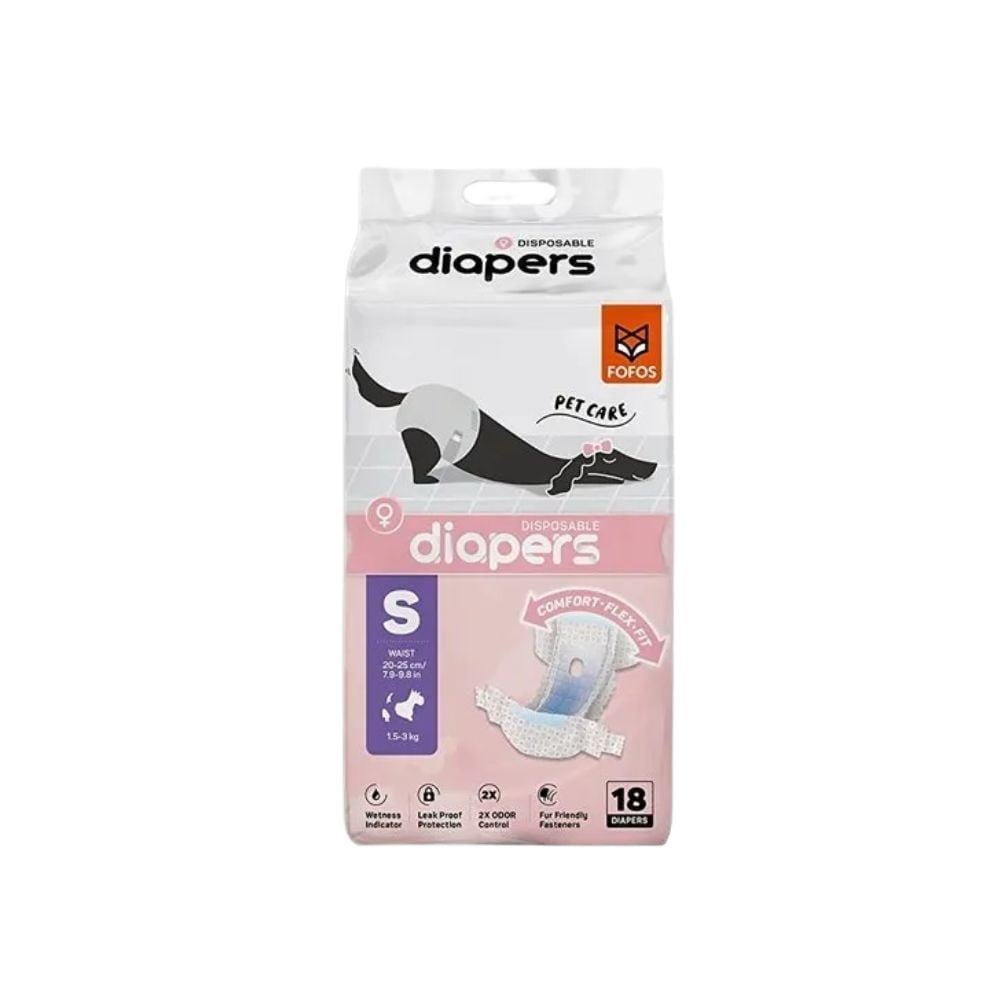 DISPOSABLE
diapers
FOFOS
PET CARE
DISPOSABLE
diapers
S
WAIST
20-25 cm/
7.9-9.8 in
1.5-3 kg
COMFORT·FLEX·FIT
Wetness
Indicator
Leak Proof
Protection
2X
2X ODOR
Control
Fur Friendly
Fasteners
18
DIAPERS